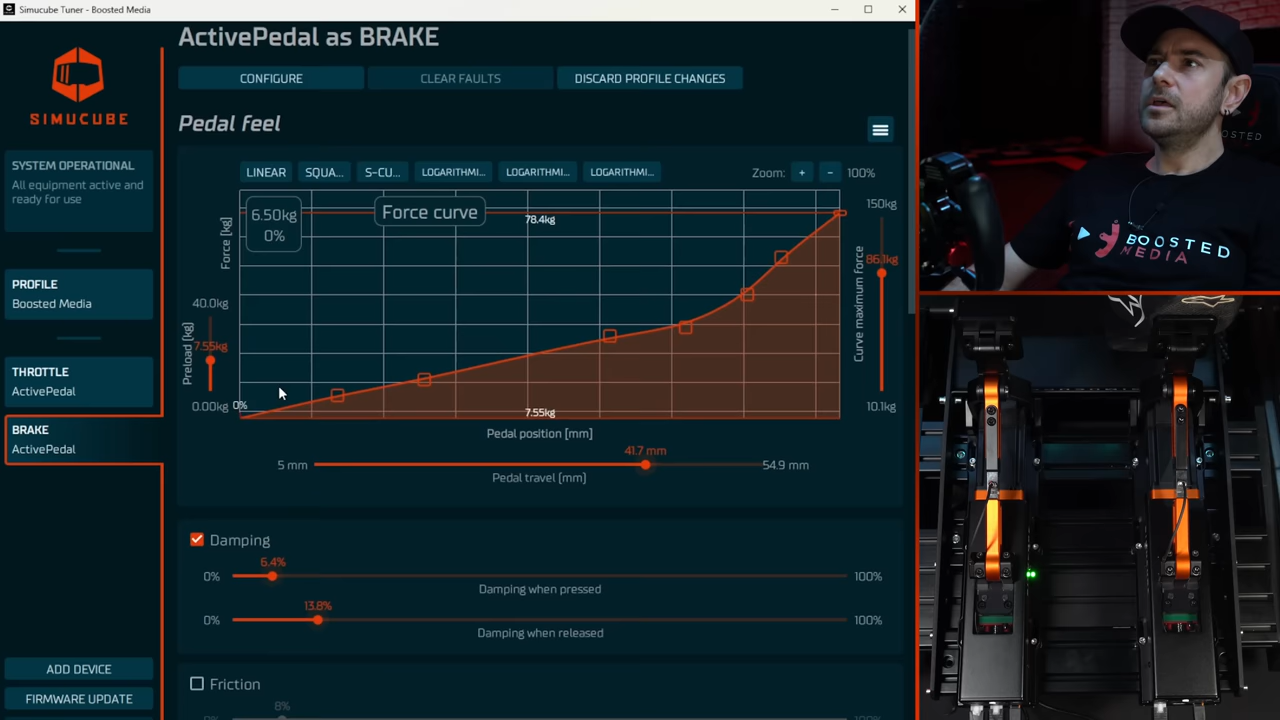 Simucube Tuner - Boosted Media
SIMUCUBE
SYSTEM OPERATIONAL
All equipment active and
ready for use
PROFILE
Boosted Media
THROTTLE
ActivePedal
BRAKE
ActivePedal
ADD DEVICE
FIRMWARE UPDATE
ActivePedal as BRAKE
CONFIGURE
CLEAR FAULTS
DISCARD PROFILE CHANGES
Pedal feel
LINEAR
SQUA...
S-CU...
LOGARITHMI...
LOGARITHMI...
LOGARITHMI...
Zoom: + - 100%
6.50kg
0%
Force curve
78.4kg
150kg
Force [kg]
86.1kg
Curve maximum force
10.1kg
40.0kg
7.55kg
Preload [kg]
0.00kg
0%
7.55kg
Pedal position [mm]
41.7 mm
5 mm
54.9 mm
Pedal travel [mm]
Damping
6.4%
0%
100%
Damping when pressed
13.8%
0%
100%
Damping when released
Friction
8%
BOOSTED
MEDIA
BOOSTED